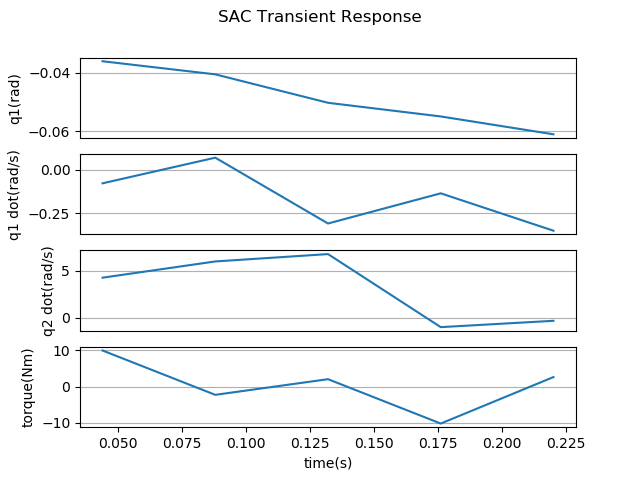 SAC Transient Response
q1(rad)
−0.04
−0.06
q1 dot(rad/s)
0.00
−0.25
q2 dot(rad/s)
5
0
torque(Nm)
10
0
−10
0.050 0.075 0.100 0.125 0.150 0.175 0.200 0.225
time(s)